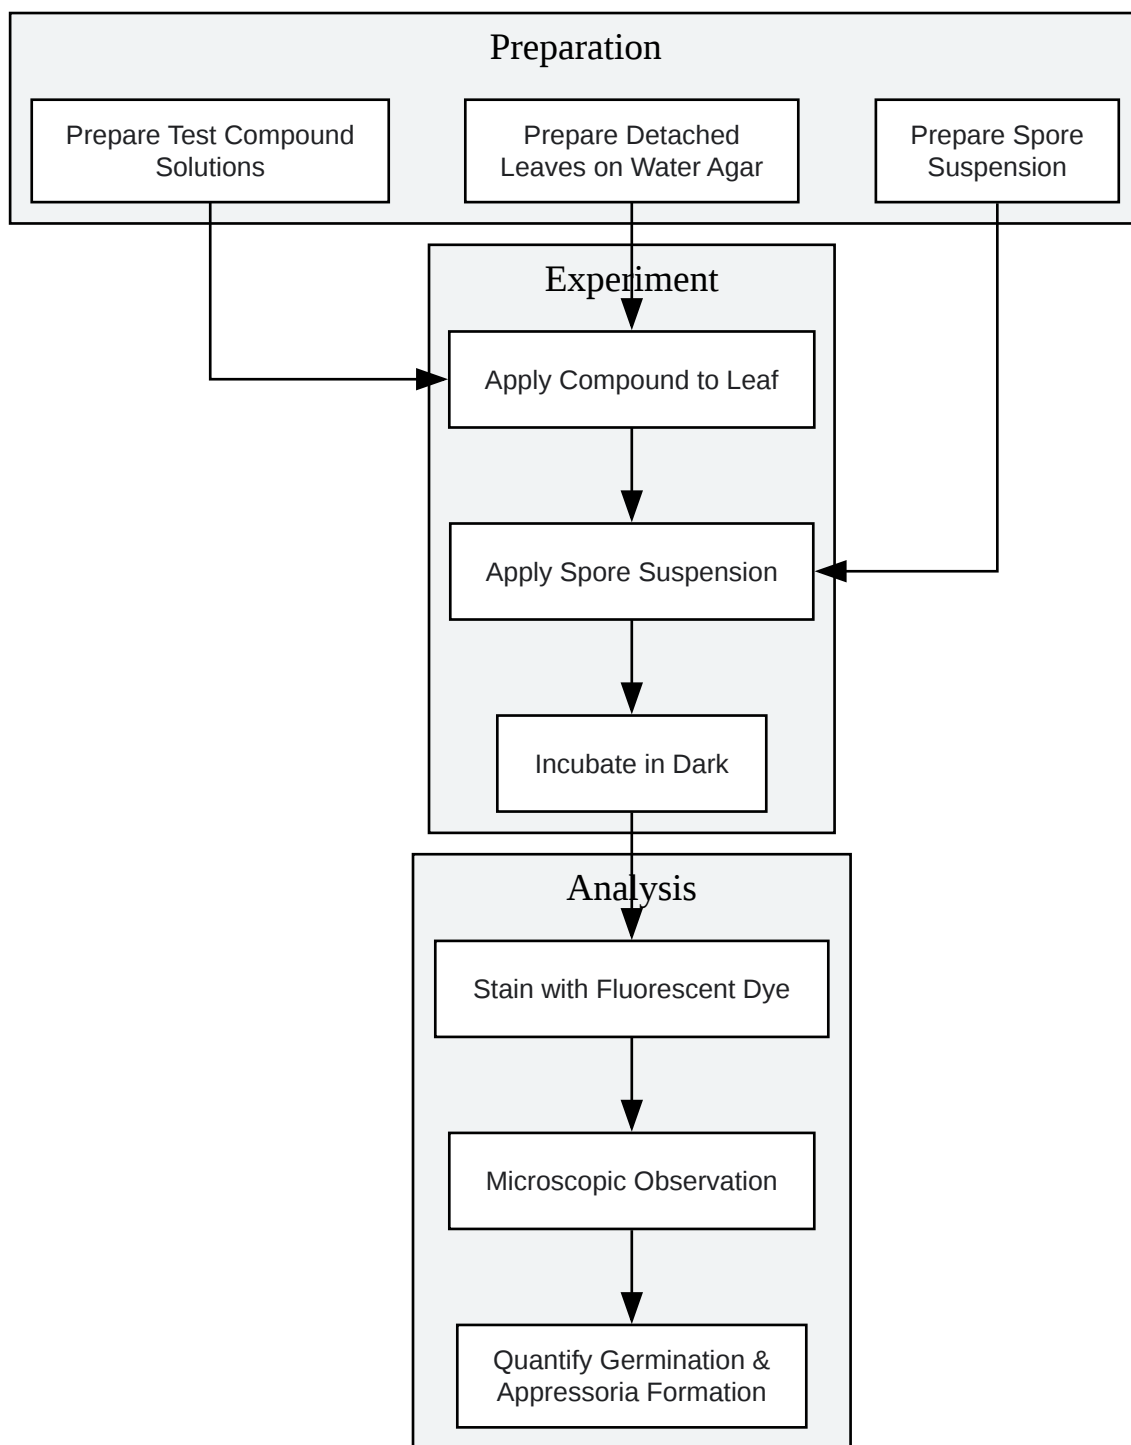 Preparation
Prepare Test Compound
Solutions
Prepare Detached
Leaves on Water Agar
Prepare Spore
Suspension
Experiment
Apply Compound to Leaf
Apply Spore Suspension
Incubate in Dark
Analysis
Stain with Fluorescent Dye
Microscopic Observation
Quantify Germination &
Appressoria Formation